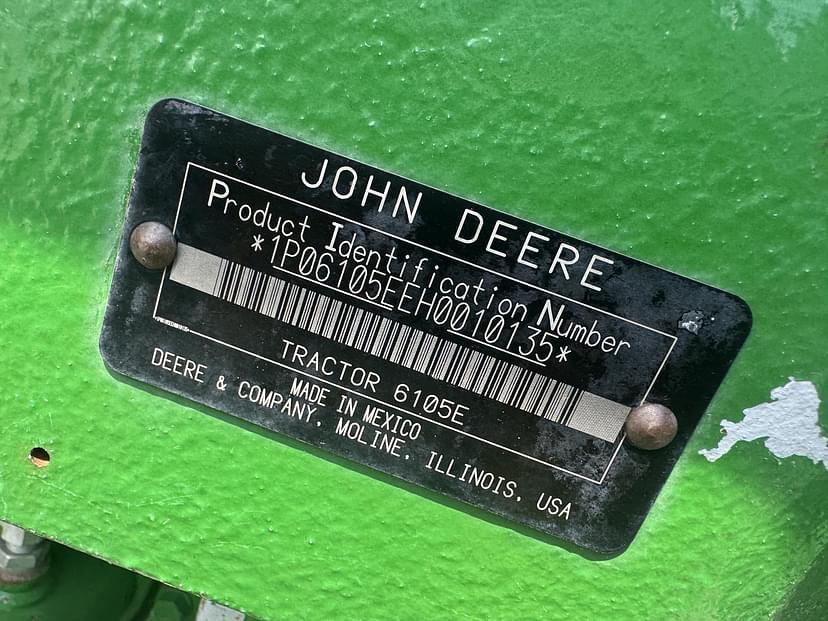 JOHN DEERE
Product Identification Number
*1P06105EEH0010135*
TRACTOR 6105E
MADE IN MEXICO
DEERE & COMPANY, MOLINE, ILLINOIS, USA